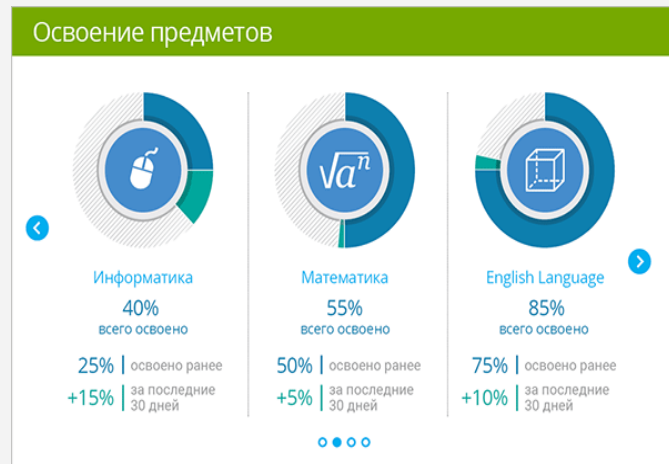 Освоение предметов
√aⁿ
Информатика
40%
всего освоено
25% освоено ранее
+15% за последние
30 дней
Математика
55%
всего освоено
50% освоено ранее
+5% за последние
30 дней
English Language
85%
всего освоено
75% освоено ранее
+10% за последние
30 дней